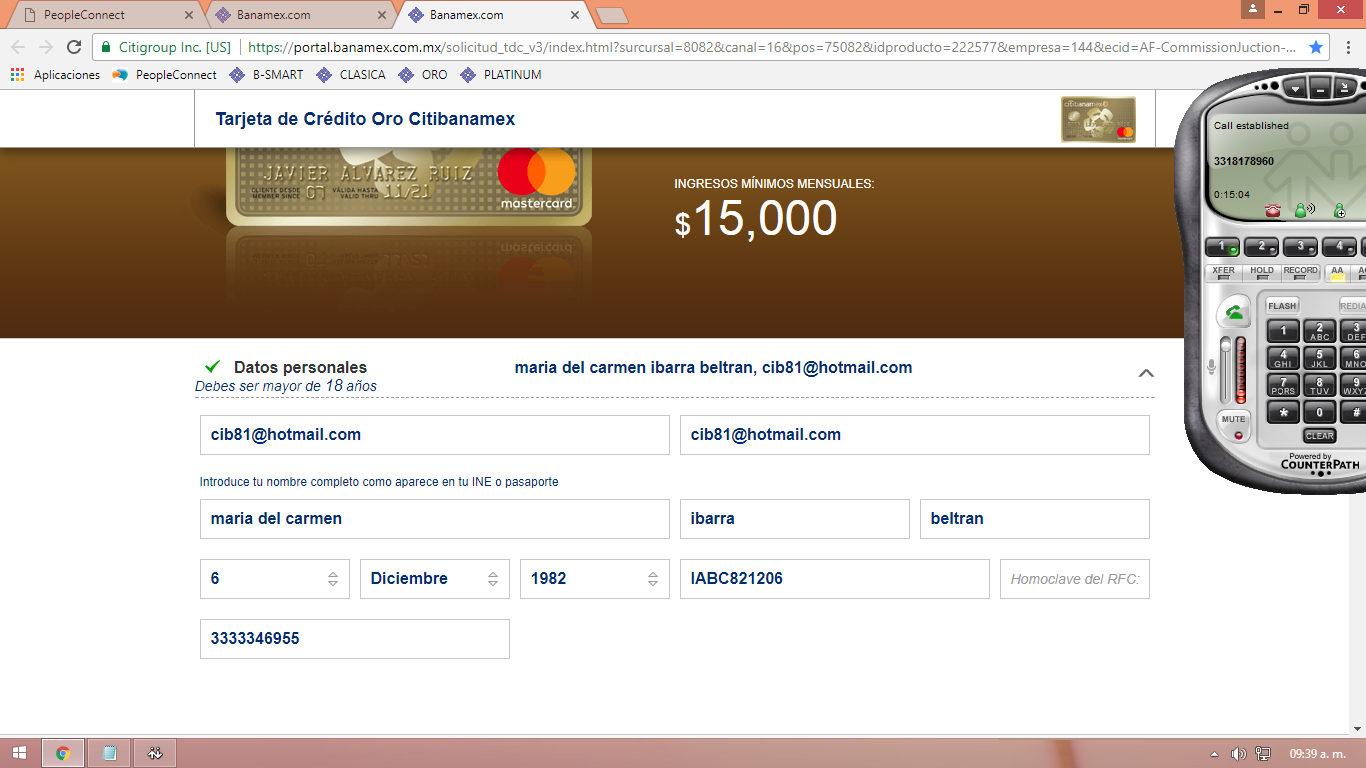 PeopleConnect
Banamex.com
Banamex.com
Citigroup Inc. [US]
https://portal.banamex.com.mx/solicitud_tdc_v3/index.html?sursursal=8082&canal=16&pos=75082&idproducto=222577&empresa=144&ecid=AF-CommissionJuction-...
Aplicaciones PeopleConnect B-SMART CLASICA ORO PLATINUM
Tarjeta de Crédito Oro Citibanamex
citibanamex
JAVIER ALVAREZ RUIZ
CLIENTE DESDE
MEMBER SINCE
07
VÁLIDA HASTA
VALID THRU
11/21
mastercard
INGRESOS MÍNIMOS MENSUALES:
$15,000
Datos personales
maria del carmen ibarra beltran, cib81@hotmail.com
Debes ser mayor de 18 años
cib81@hotmail.com
cib81@hotmail.com
Introduce tu nombre completo como aparece en tu INE o pasaporte
maria del carmen
ibarra
beltran
6
Diciembre
1982
IABC821206
Homoclave del RFC:
3333346955
Call established
3318178960
0:15:04
1 2 3 4
XFER HOLD RECORD AA
FLASH REDIA
1 2 ABC 3 DEF
4 GHI 5 JKL 6 MNO
7 PQRS 8 TUV 9 WXYZ
* 0 #
MUTE
CLEAR
Powered by
COUNTERPATH
09:39 a. m.